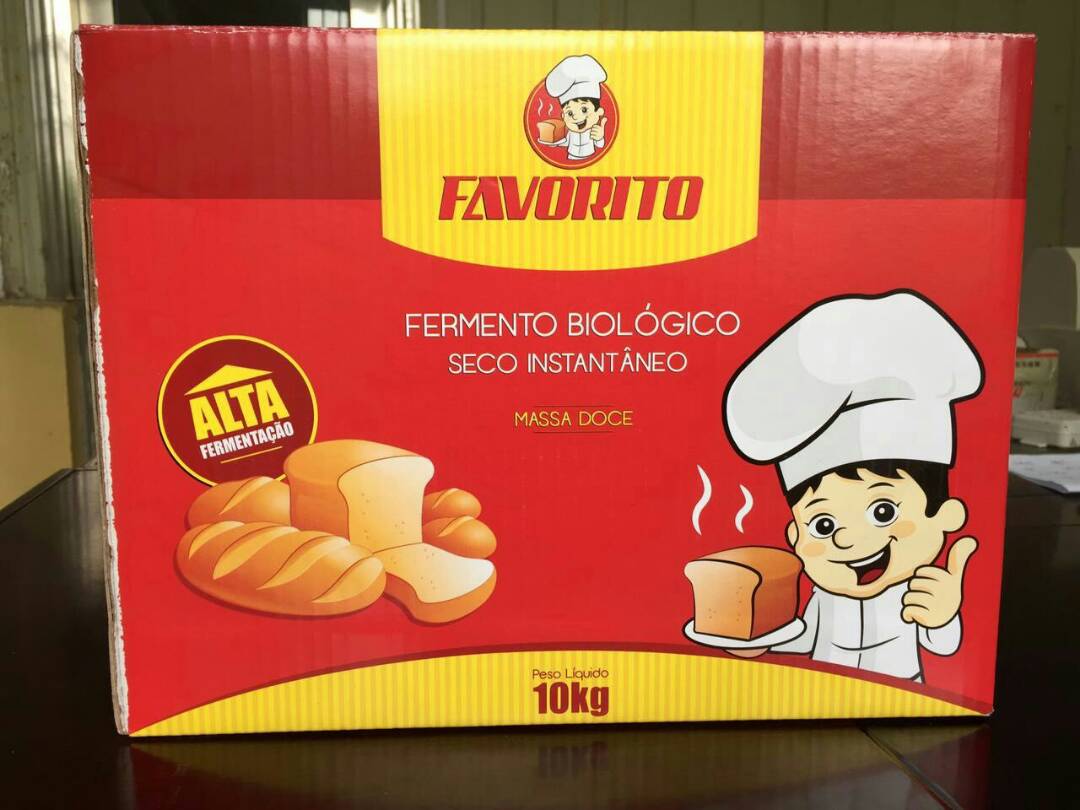 FAVORITO
FERMENTO BIOLÓGICO
SECO INSTANTÂNEO
MASSA DOCE
ALTA
FERMENTAÇÃO
Peso Líquido
10kg